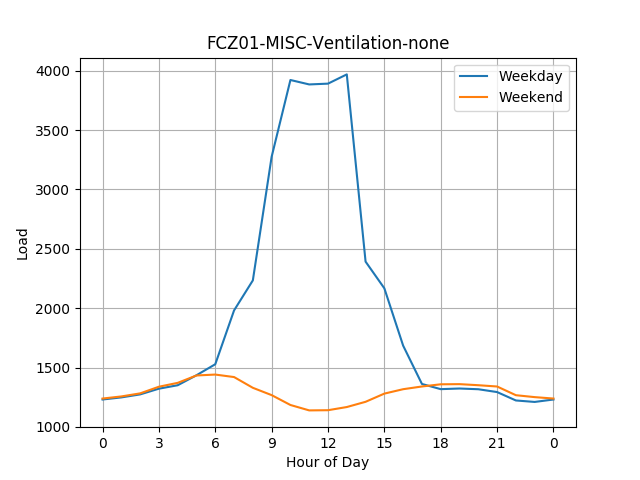 FCZ01-MISC-Ventilation-none
Weekday
Weekend
Load
4000
3500
3000
2500
2000
1500
1000
0 3 6 9 12 15 18 21 0
Hour of Day